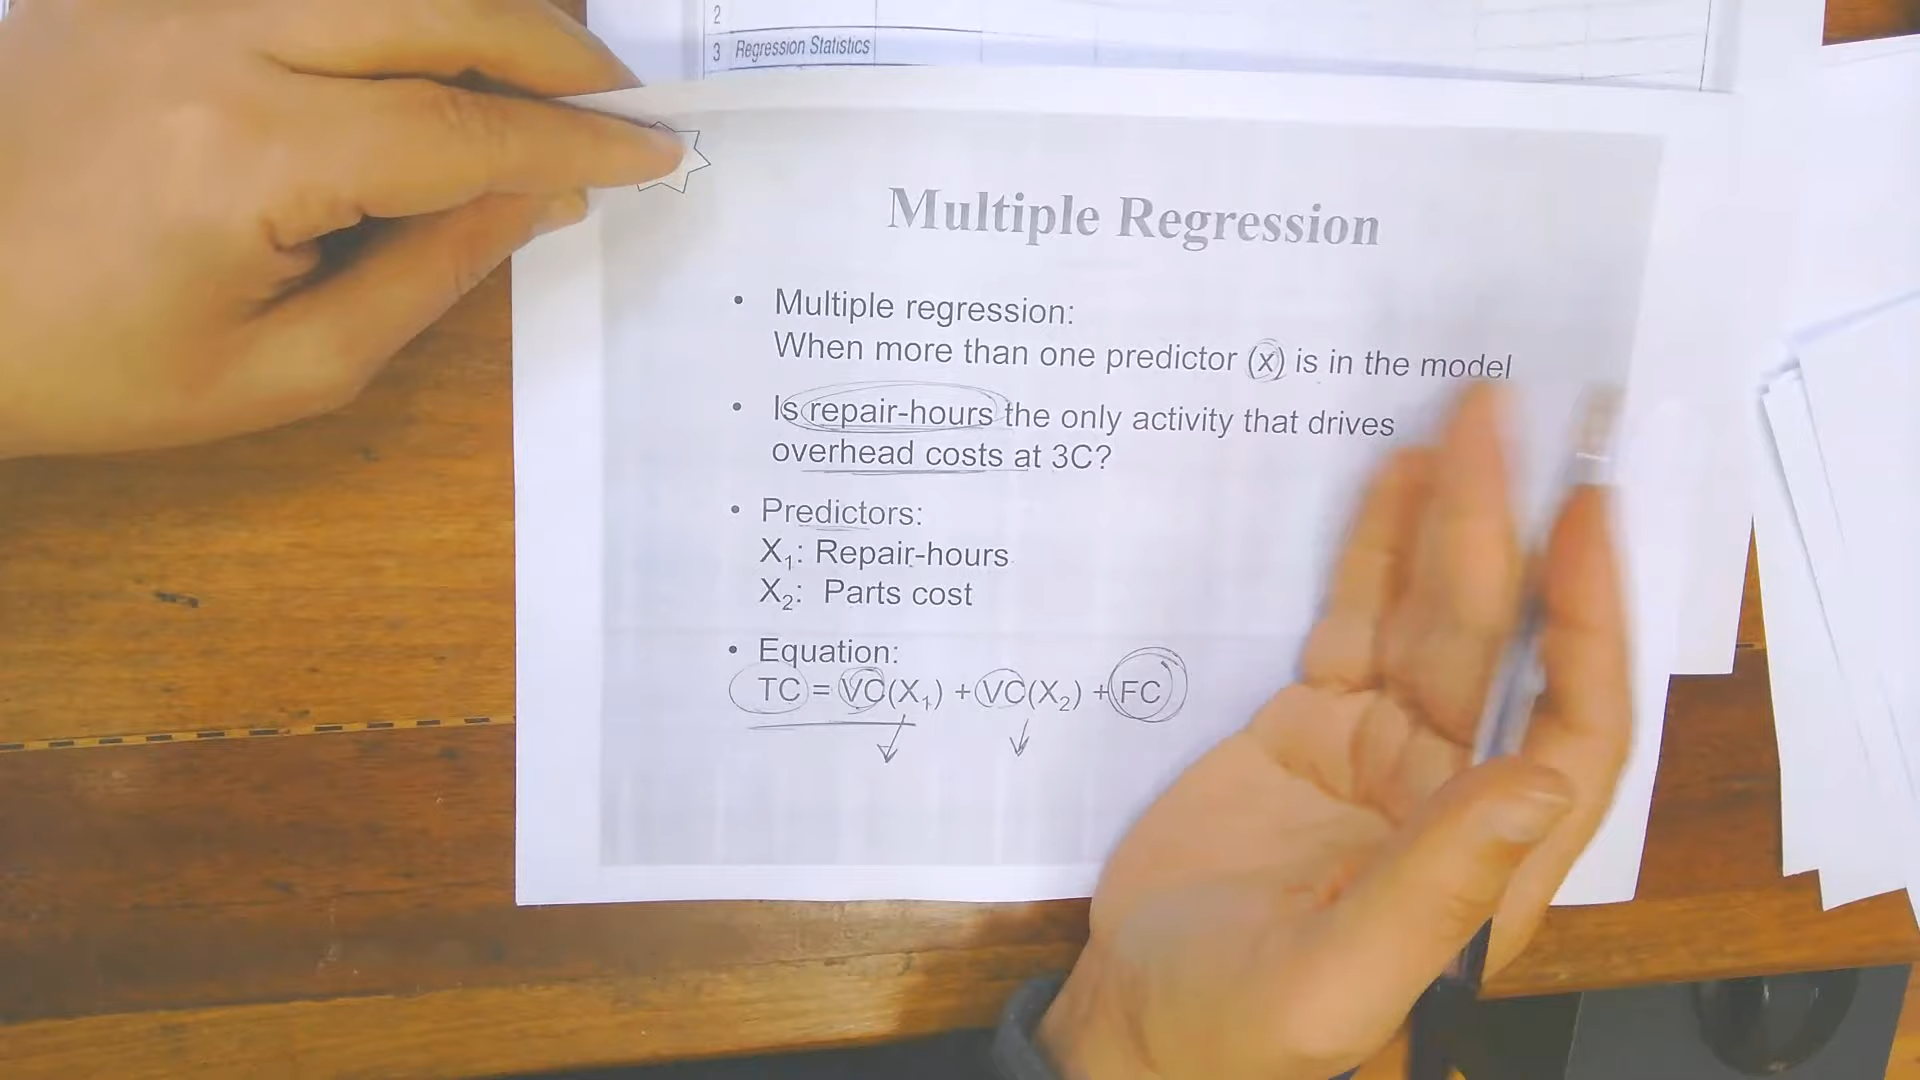 2
3 Regression Statistics
Multiple Regression
• Multiple regression:
When more than one predictor (x) is in the model
• Is repair-hours the only activity that drives
overhead costs at 3C?
• Predictors:
X₁: Repair-hours
X₂: Parts cost
• Equation:
TC = VC(X₁) + VC(X₂) + FC